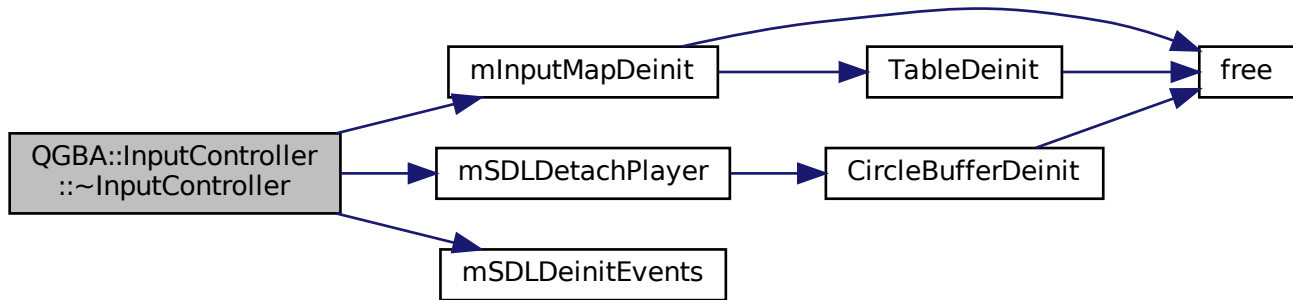 mInputMapDeinit
TableDeinit
free
QGBA::InputController
::~InputController
mSDLDetachPlayer
CircleBufferDeinit
mSDLDeinitEvents